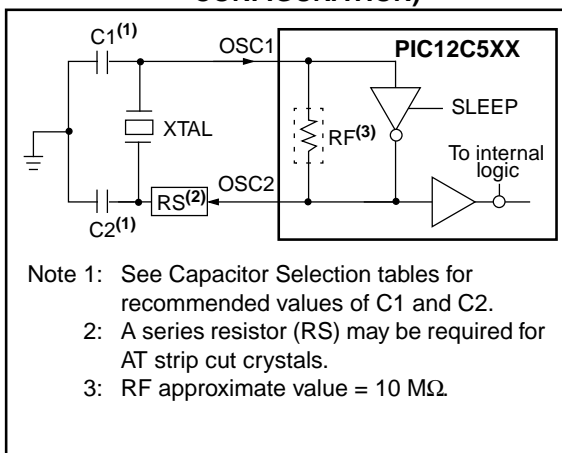 CONFIGURATION)
C1(1)
OSC1
PIC12C5XX
SLEEP
XTAL
RF(3)
To internal
logic
OSC2
RS(2)
C2(1)
Note 1: See Capacitor Selection tables for
recommended values of C1 and C2.
2: A series resistor (RS) may be required for
AT strip cut crystals.
3: RF approximate value = 10 MΩ.